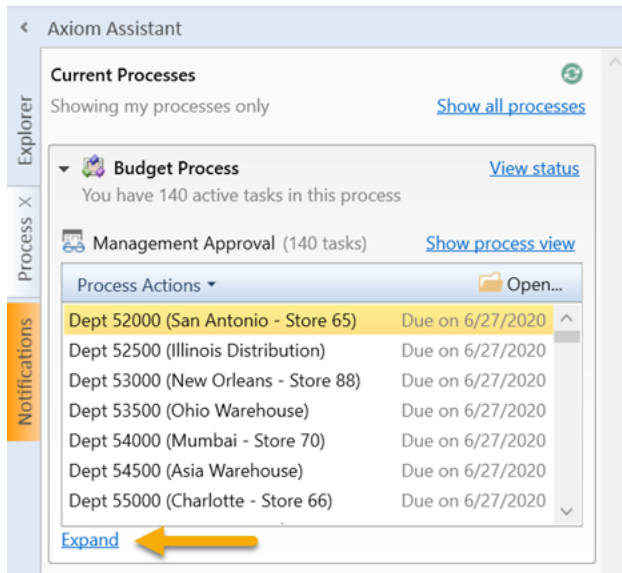 Axiom Assistant
Explorer
Process
Notifications
Current Processes
Showing my processes only Show all processes
Budget Process View status
You have 140 active tasks in this process
Management Approval (140 tasks) Show process view
Process Actions Open...
Dept 52000 (San Antonio - Store 65) Due on 6/27/2020
Dept 52500 (Illinois Distribution) Due on 6/27/2020
Dept 53000 (New Orleans - Store 88) Due on 6/27/2020
Dept 53500 (Ohio Warehouse) Due on 6/27/2020
Dept 54000 (Mumbai - Store 70) Due on 6/27/2020
Dept 54500 (Asia Warehouse) Due on 6/27/2020
Dept 55000 (Charlotte - Store 66) Due on 6/27/2020
Expand